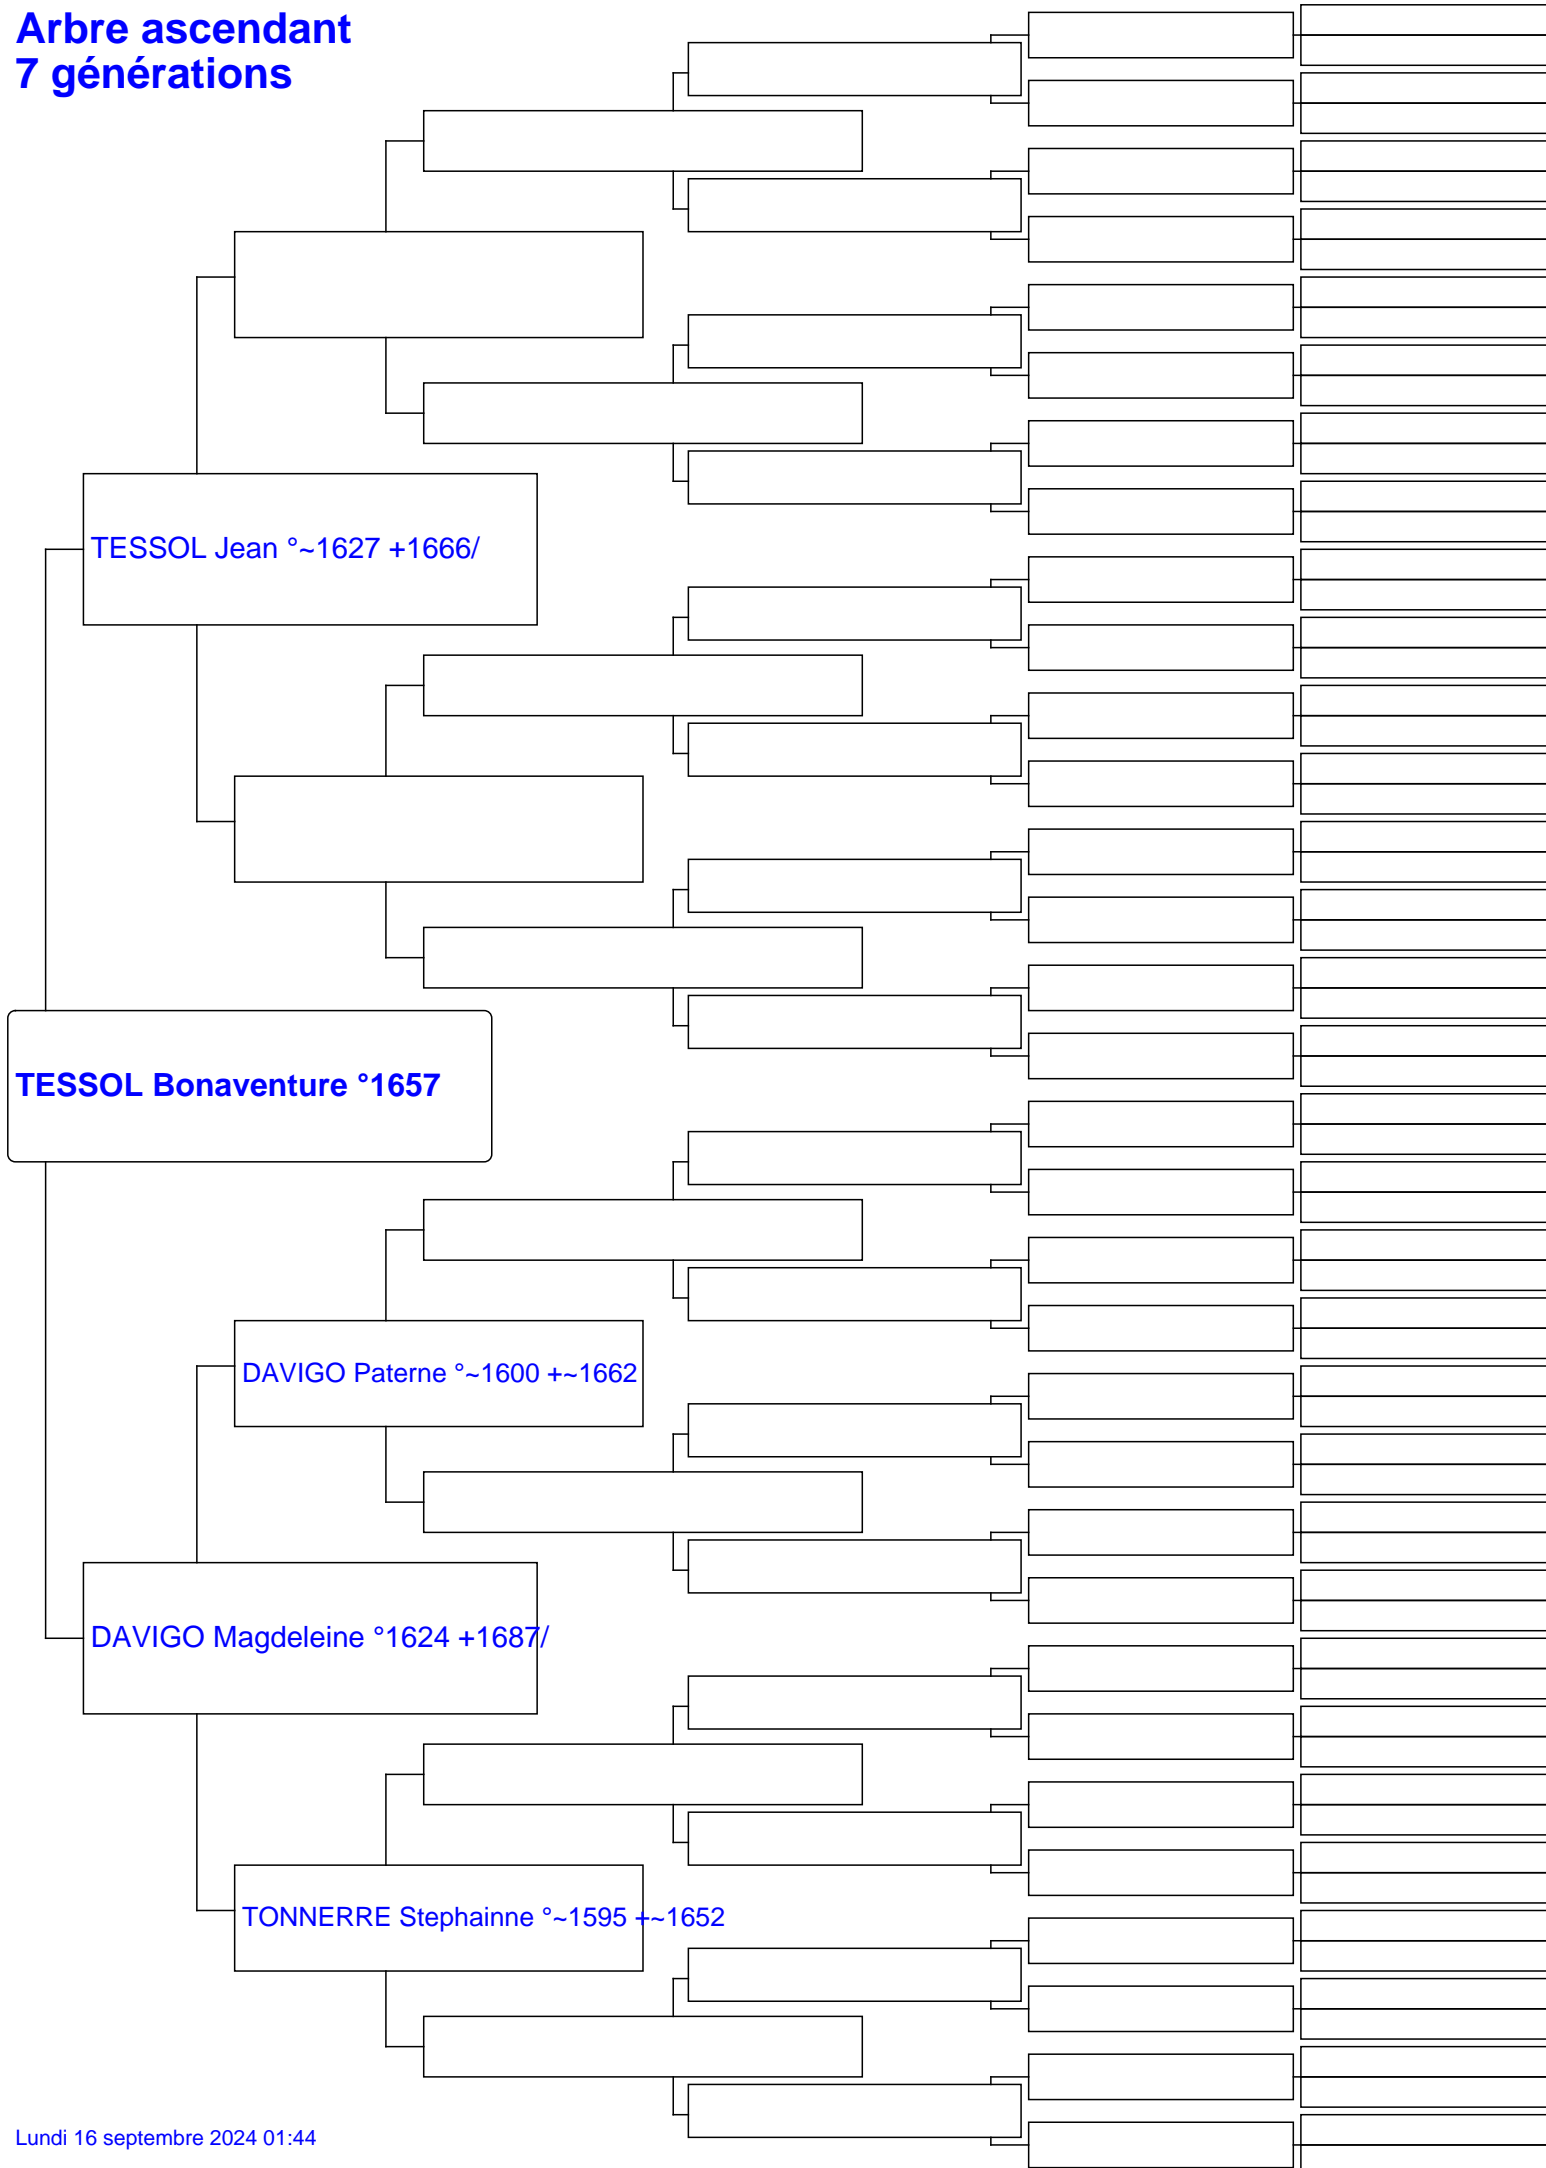 Arbre ascendant
7 générations
TESSOL Jean °~1627 +1666/
TESSOL Bonaventure °1657
DAVIGO Paterne °~1600 +~1662
DAVIGO Magdeleine °1624 +1687/
TONNERRE Stephainne °~1595 +~1652
Lundi 16 septembre 2024 01:44